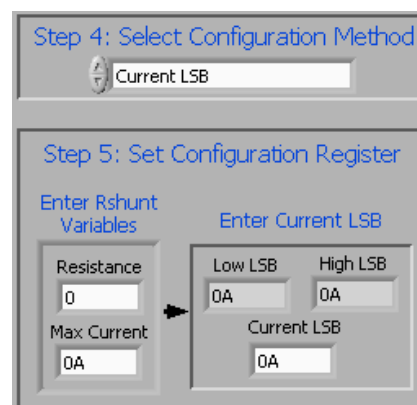 Step 4: Select Configuration Method
Current LSB
Step 5: Set Configuration Register
Enter Rshunt
Variables
Resistance
0
Max Current
0A
Enter Current LSB
Low LSB
High LSB
0A
0A
Current LSB
0A